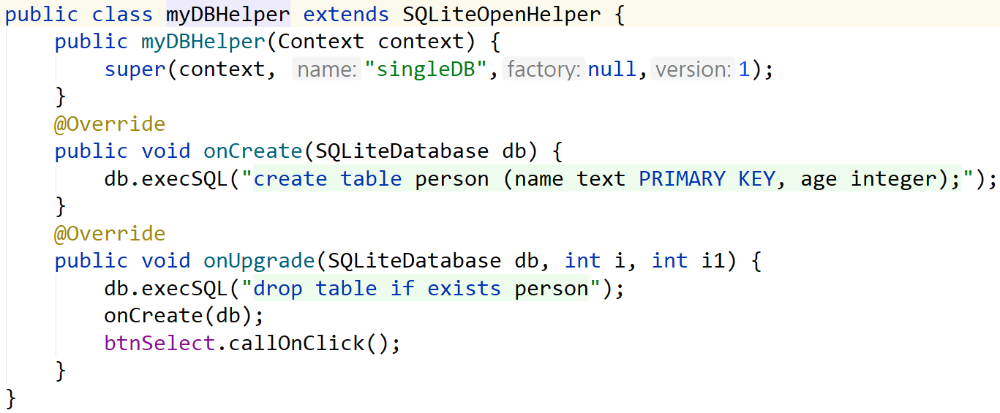 public class myDBHelper extends SQLiteOpenHelper {
    public myDBHelper(Context context) {
        super(context, name: "singleDB", factory: null, version: 1);
    }
    @Override
    public void onCreate(SQLiteDatabase db) {
        db.execSQL("create table person (name text PRIMARY KEY, age integer);");
    }
    @Override
    public void onUpgrade(SQLiteDatabase db, int i, int i1) {
        db.execSQL("drop table if exists person");
        onCreate(db);
        btnSelect.callOnClick();
    }
}